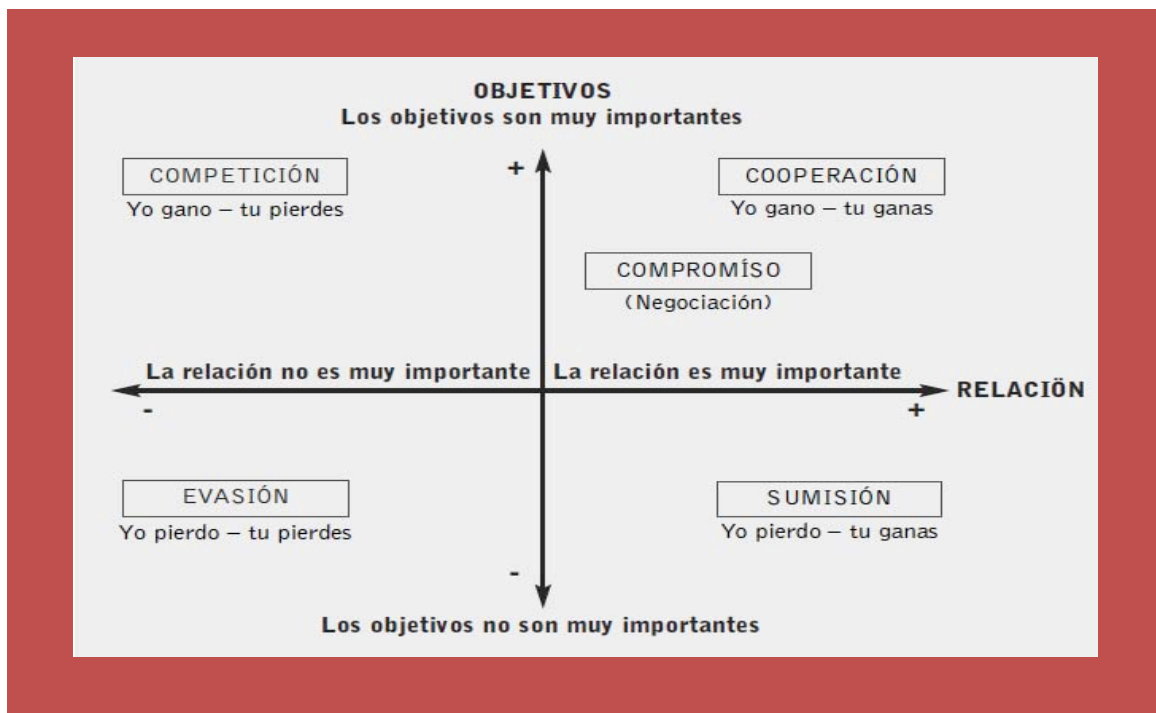 OBJETIVOS
Los objetivos son muy importantes
+
COMPETICIÓN
Yo gano – tu pierdes
COOPERACIÓN
Yo gano – tu ganas
COMPROMÍSO
(Negociación)
La relación no es muy importante
La relación es muy importante
RELACIÖN
-
+
EVASIÓN
Yo pierdo – tu pierdes
SUMISIÓN
Yo pierdo – tu ganas
-
Los objetivos no son muy importantes